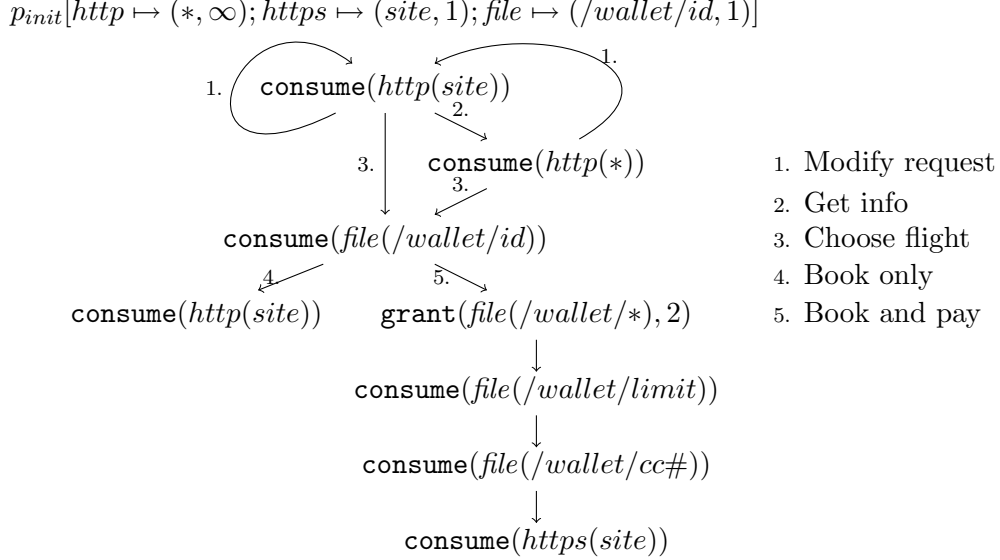 p_init[http ↦ (*, ∞); https ↦ (site, 1); file ↦ (/wallet/id, 1)]
1.
1.
consume(http(site))
2.
3.
consume(http(*))
3.
consume(file(/wallet/id))
4.
5.
consume(http(site))
grant(file(/wallet/*), 2)
consume(file(/wallet/limit))
consume(file(/wallet/cc#))
consume(https(site))
1. Modify request
2. Get info
3. Choose flight
4. Book only
5. Book and pay